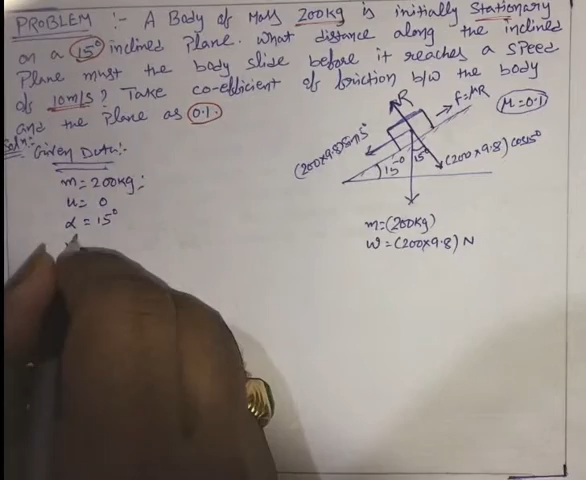 PROBLEM :- A Body of Mass 200kg is initially stationary
on a 15° inclined plane. What distance along the inclined
Plane must the body slide before it reaches a speed
of 10m/s? Take co-efficient of friction b/w the body
and the plane as 0.1.
Soln:-
Given Data:-
m = 200kg:
u = 0
α = 15°
R
F=μR
μ=0.1
(200×9.8)sin15°
15°
15°
(200×9.8) cos15°
m=(200kg)
W=(200×9.8) N